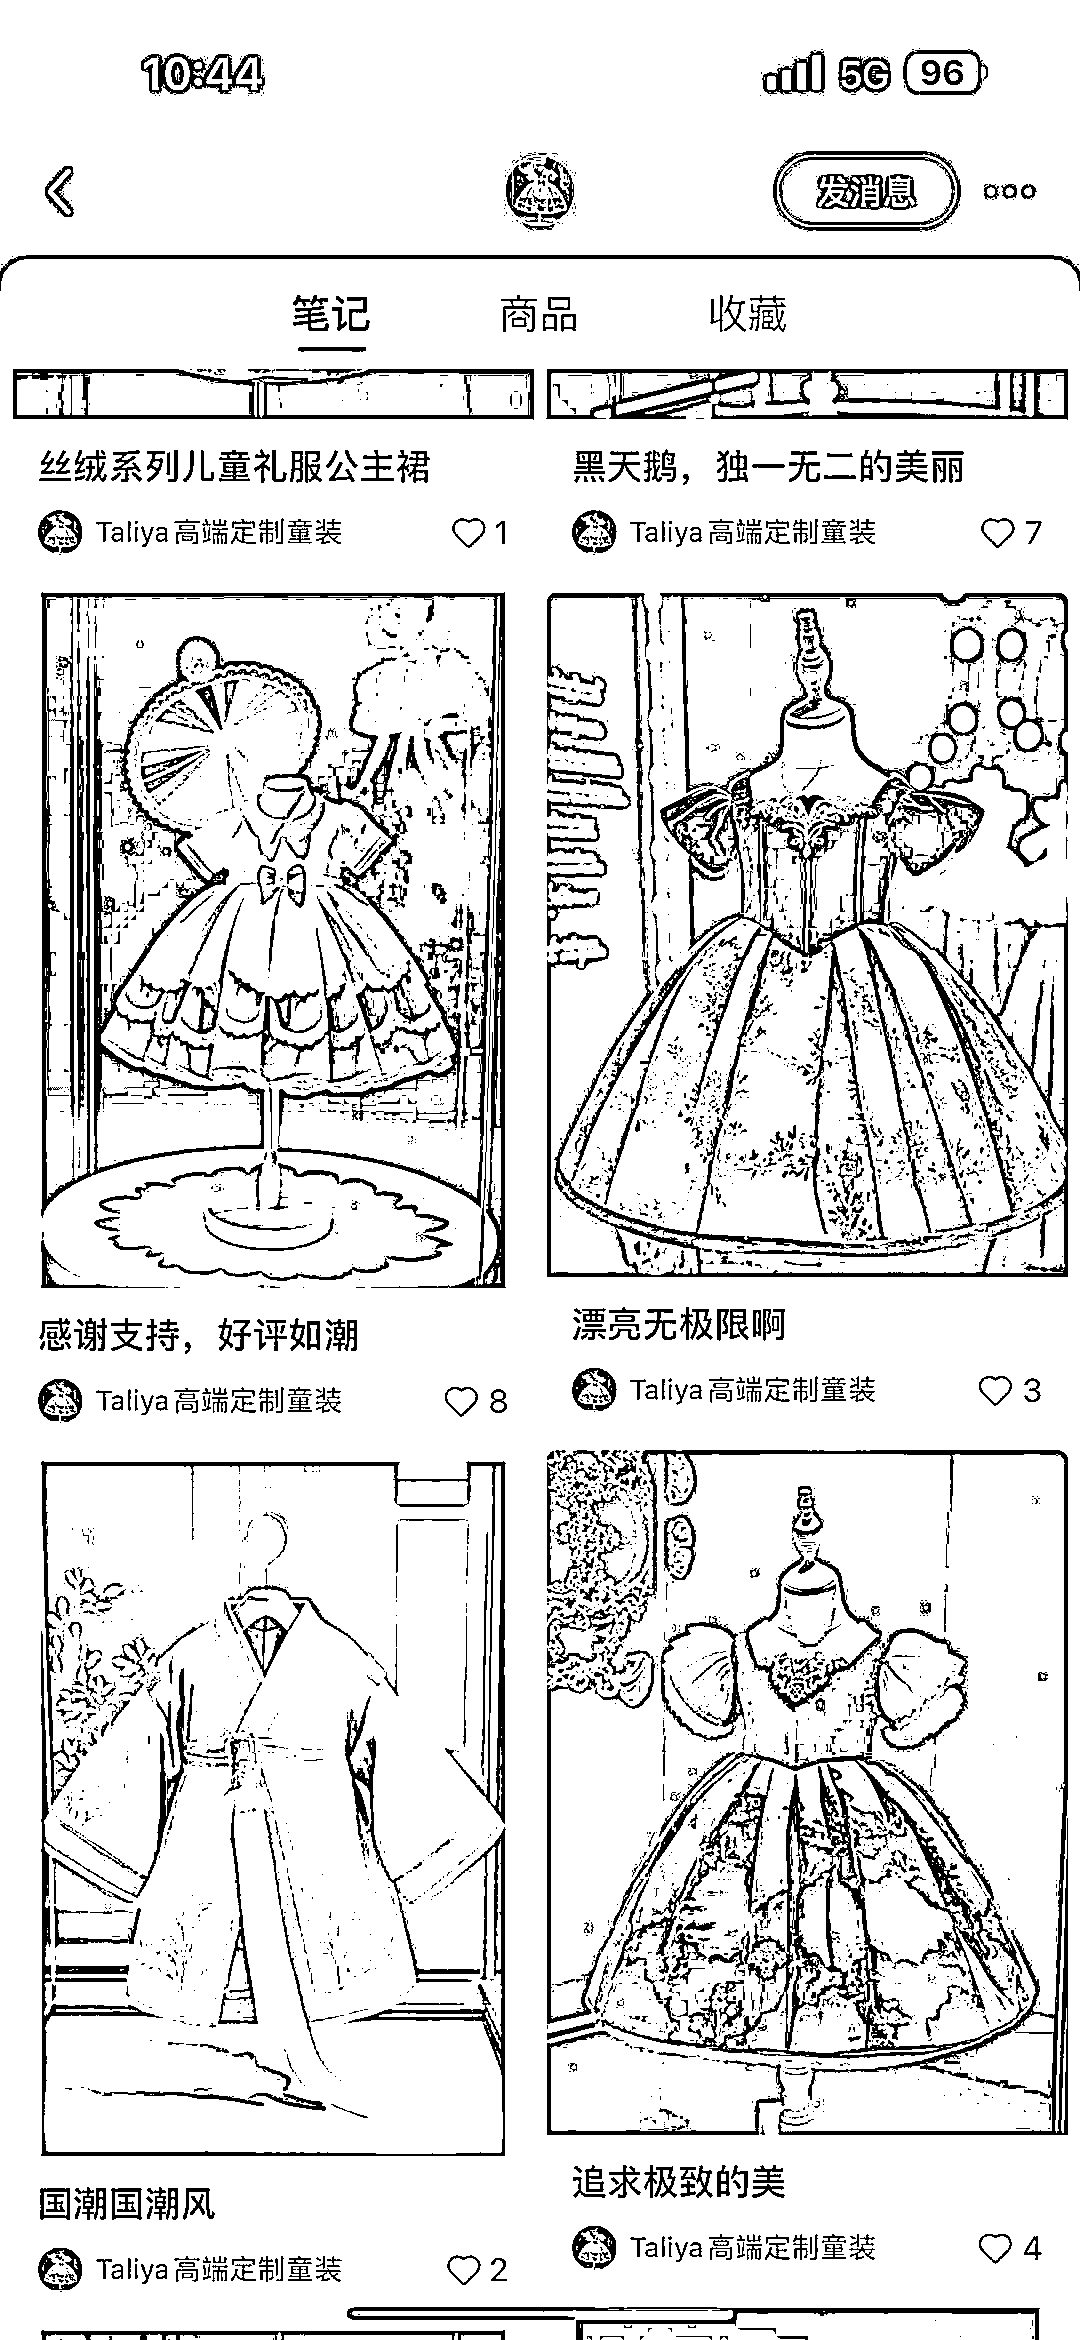 10:44
5G 96
发消息
笔记 商品 收藏
丝绒系列儿童礼服公主裙
Taliya高端定制童装 1
黑天鹅，独一无二的美丽
Taliya高端定制童装 7
感谢支持，好评如潮
Taliya高端定制童装 8
漂亮无极限啊
Taliya高端定制童装 3
国潮国潮风
Taliya高端定制童装 2
追求极致的美
Taliya高端定制童装 4